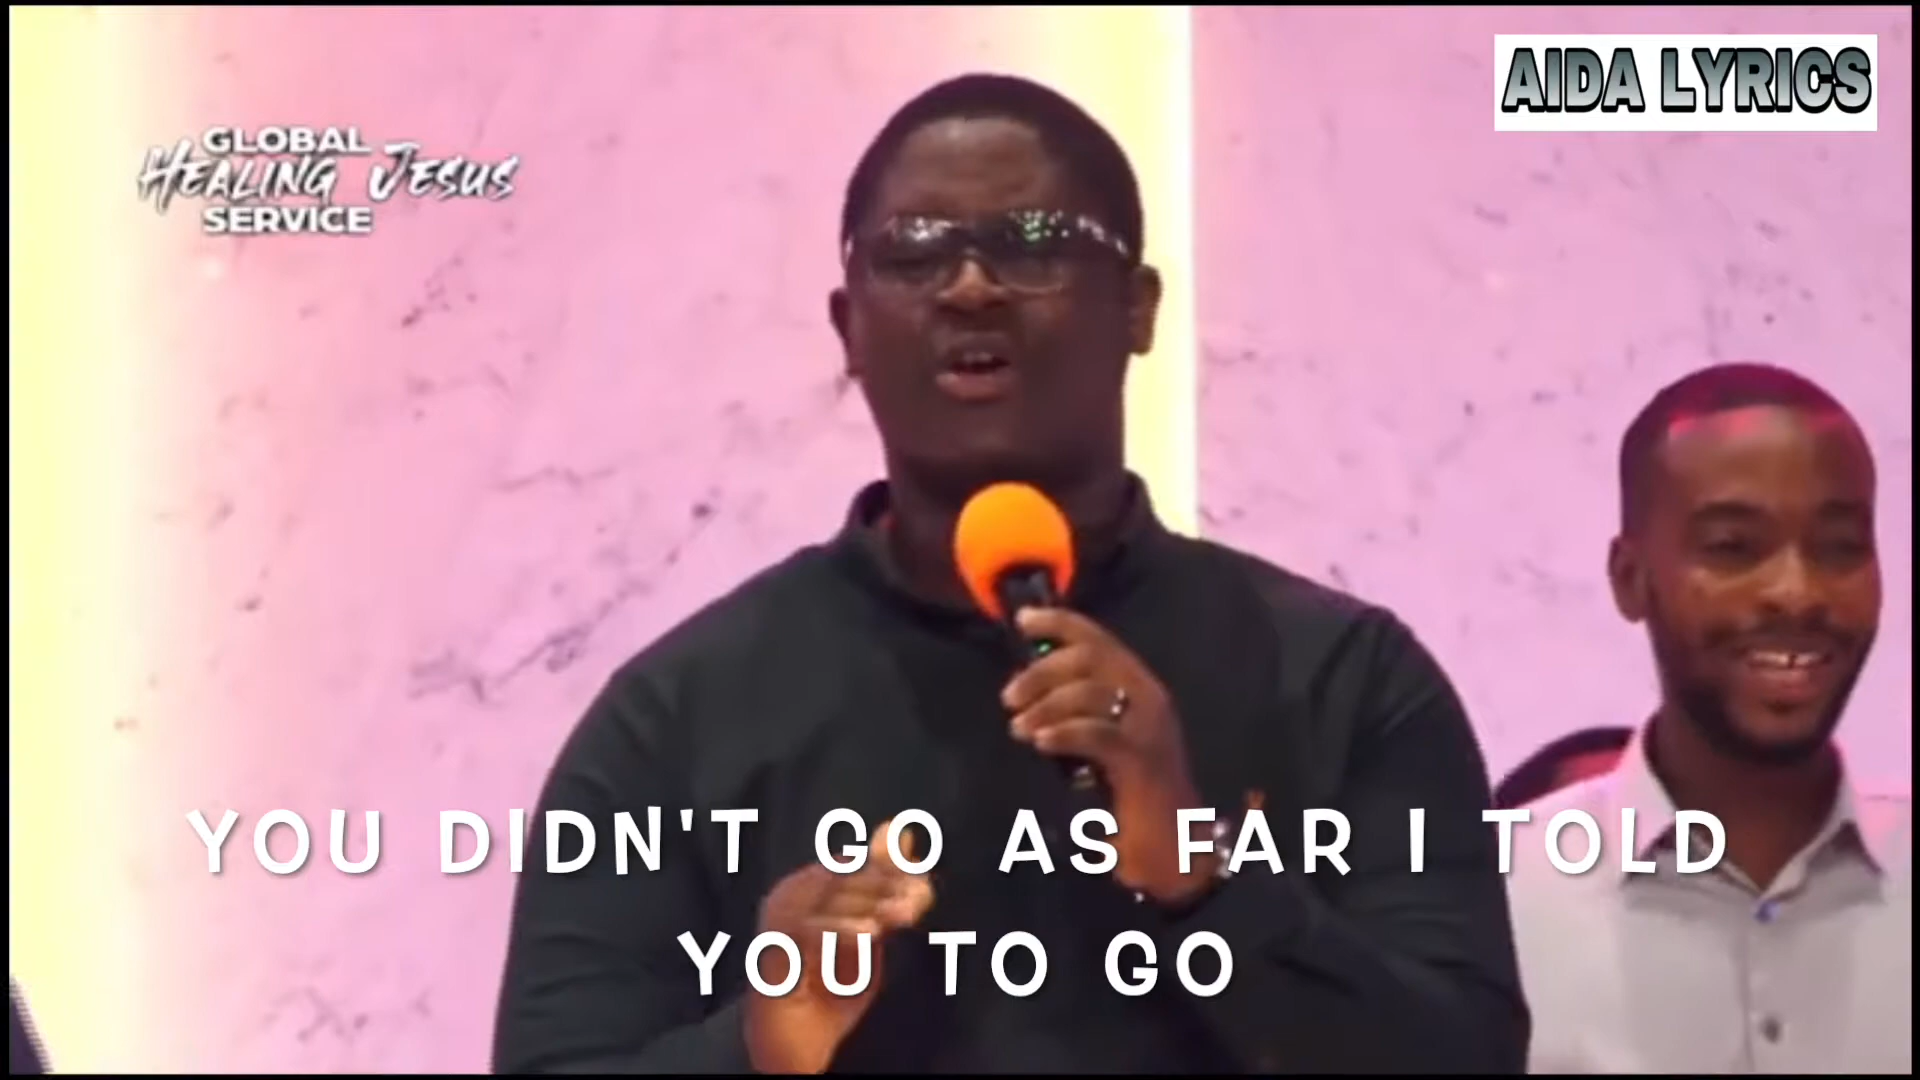 AIDA LYRICS
GLOBAL
HEALING JESUS
SERVICE
YOU DIDN'T GO AS FAR I TOLD
YOU TO GO